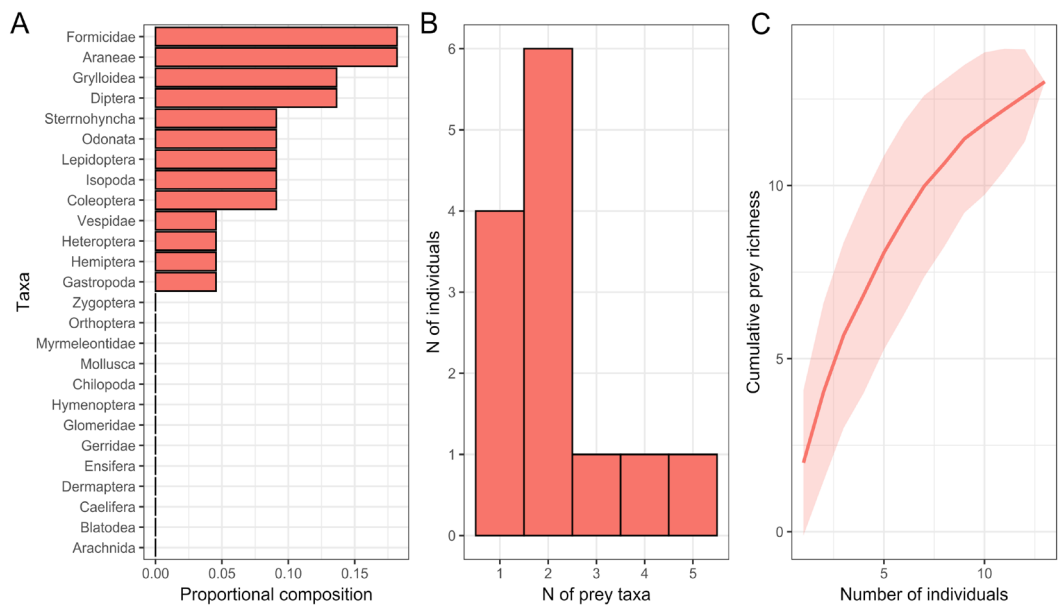 A
Formicidae
Araneae
Grylloidea
Diptera
Sterrnohyncha
Odonata
Lepidoptera
Isopoda
Coleoptera
Vespidae
Heteroptera
Hemiptera
Gastropoda
Zygoptera
Orthoptera
Myrmeleontidae
Mollusca
Chilopoda
Hymenoptera
Glomeridae
Gerridae
Ensifera
Dermaptera
Caelifera
Blatodea
Arachnida
Taxa
0.00 0.05 0.10 0.15
Proportional composition
B
6
5
4
3
2
1
0
N of individuals
1 2 3 4 5
N of prey taxa
C
10
5
0
Cumulative prey richness
5 10
Number of individuals